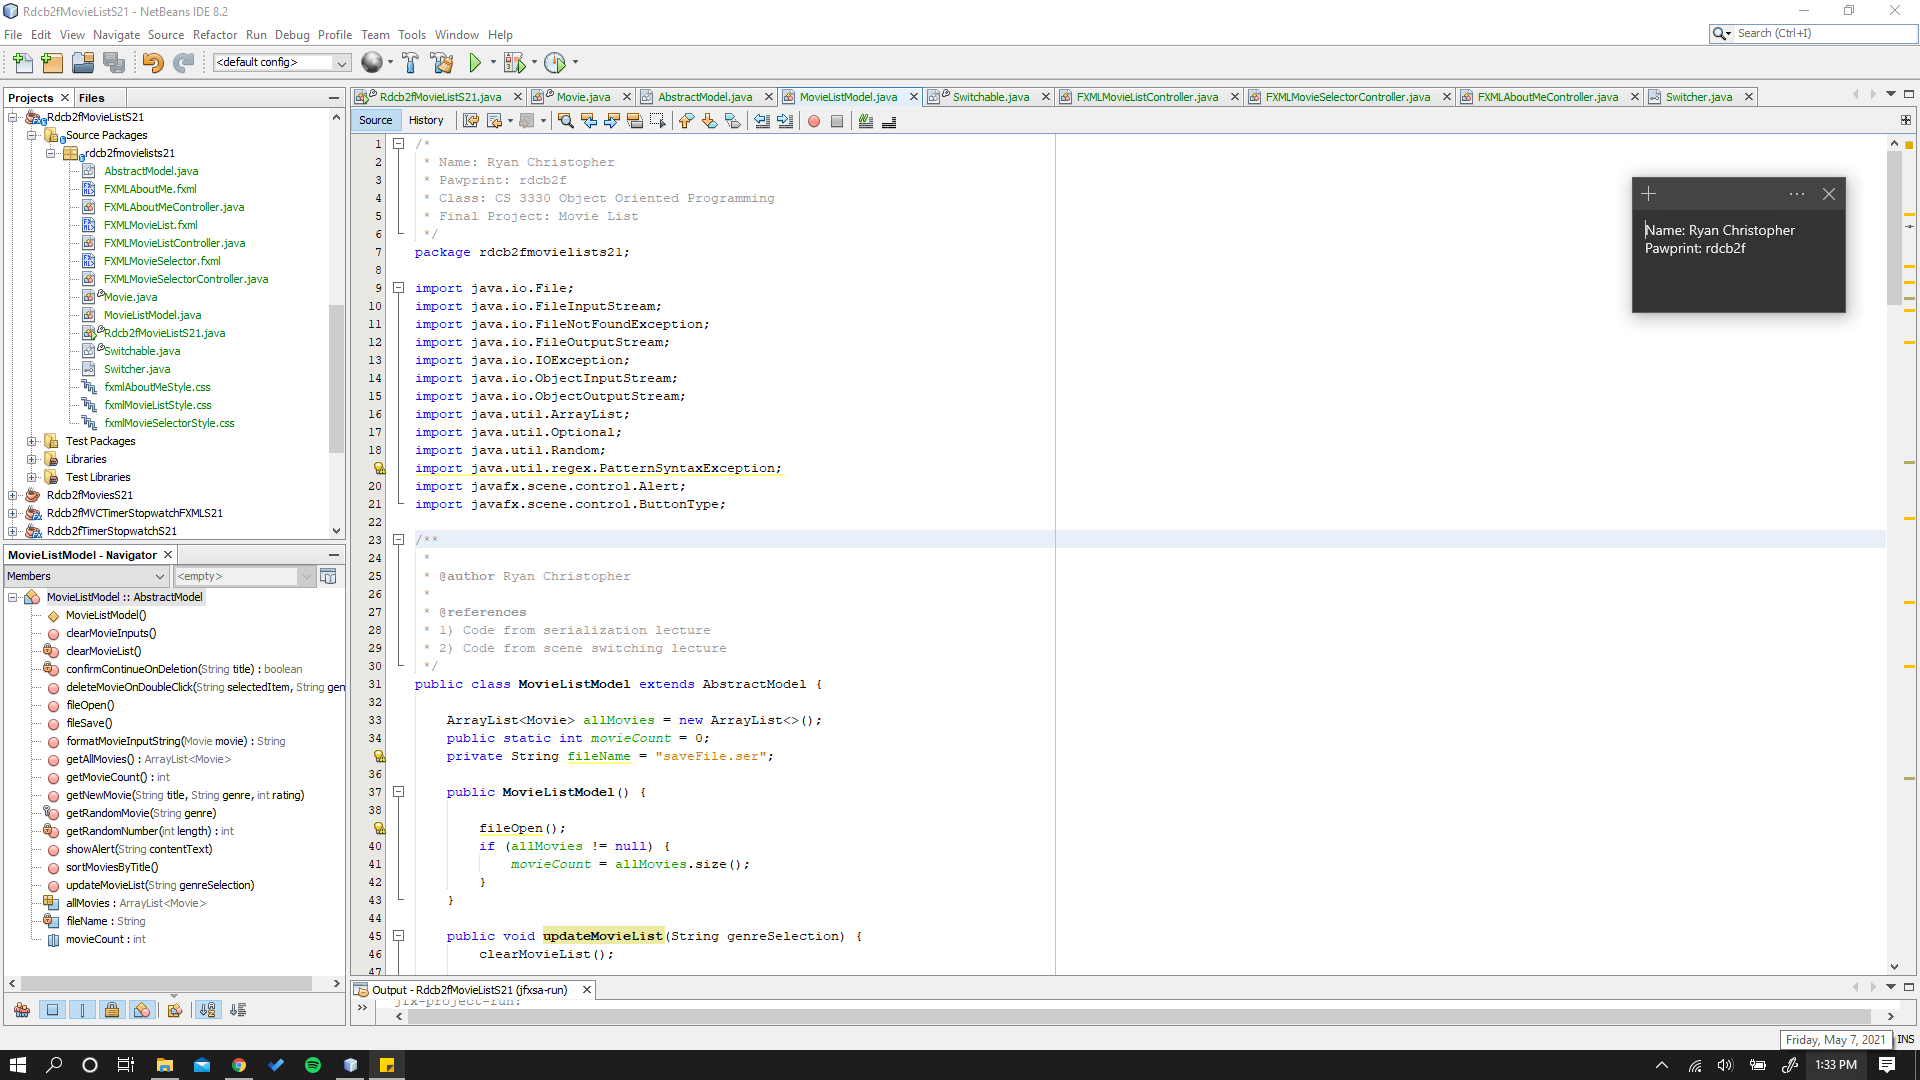 Rdcb2fMovieListS21 - NetBeans IDE 8.2
File Edit View Navigate Source Refactor Run Debug Profile Team Tools Window Help
Search (Ctrl+I)
<default config>
Projects Files
Rdcb2fMovieListS21
Source Packages
rdcb2fmovielists21
AbstractModel.java
FXMLAboutMe.fxml
FXMLAboutMeController.java
FXMLMovieList.fxml
FXMLMovieListController.java
FXMLMovieSelector.fxml
FXMLMovieSelectorController.java
Movie.java
MovieListModel.java
Rdcb2fMovieListS21.java
Switchable.java
Switcher.java
fxmlAboutMeStyle.css
fxmlMovieListStyle.css
fxmlMovieSelectorStyle.css
Test Packages
Libraries
Test Libraries
Rdcb2fMoviesS21
Rdcb2fMVCTimerStopwatchFXMLS21
Rdcb2fTimerStopwatchS21
MovieListModel - Navigator
Members <empty>
MovieListModel :: AbstractModel
MovieListModel()
clearMovieInputs()
clearMovieList()
confirmContinueOnDeletion(String title) : boolean
deleteMovieOnDoubleClick(String selectedItem, String gen
fileOpen()
fileSave()
formatMovieInputString(Movie movie) : String
getAllMovies() : ArrayList<Movie>
getMovieCount() : int
getNewMovie(String title, String genre, int rating)
getRandomMovie(String genre)
getRandomNumber(int length) : int
showAlert(String contentText)
sortMoviesByTitle()
updateMovieList(String genreSelection)
allMovies : ArrayList<Movie>
fileName : String
movieCount : int
Rdcb2fMovieListS21.java Movie.java AbstractModel.java MovieListModel.java Switchable.java FXMLMovieListController.java FXMLMovieSelectorController.java FXMLAboutMeController.java Switcher.java
Source History
1 /*
2 * Name: Ryan Christopher
3 * Pawprint: rdcb2f
4 * Class: CS 3330 Object Oriented Programming
5 * Final Project: Movie List
6 */
7 package rdcb2fmovielists21;
8
9 import java.io.File;
10 import java.io.FileInputStream;
11 import java.io.FileNotFoundException;
12 import java.io.FileOutputStream;
13 import java.io.IOException;
14 import java.io.ObjectInputStream;
15 import java.io.ObjectOutputStream;
16 import java.util.ArrayList;
17 import java.util.Optional;
18 import java.util.Random;
import java.util.regex.PatternSyntaxException;
20 import javafx.scene.control.Alert;
21 import javafx.scene.control.ButtonType;
22
23 /**
24 *
25 * @author Ryan Christopher
26 *
27 * @references
28 * 1) Code from serialization lecture
29 * 2) Code from scene switching lecture
30 */
31 public class MovieListModel extends AbstractModel {
32
33 ArrayList<Movie> allMovies = new ArrayList<>();
34 public static int movieCount = 0;
private String fileName = "saveFile.ser";
36
37 public MovieListModel() {
38
fileOpen();
40 if (allMovies != null) {
41 movieCount = allMovies.size();
42 }
43 }
44
45 public void updateMovieList(String genreSelection) {
46 clearMovieList();
47
Name: Ryan Christopher
Pawprint: rdcb2f
Output - Rdcb2fMovieListS21 (jfxsa-run)
jfx-project-run:
Friday, May 7, 2021 INS
1:33 PM